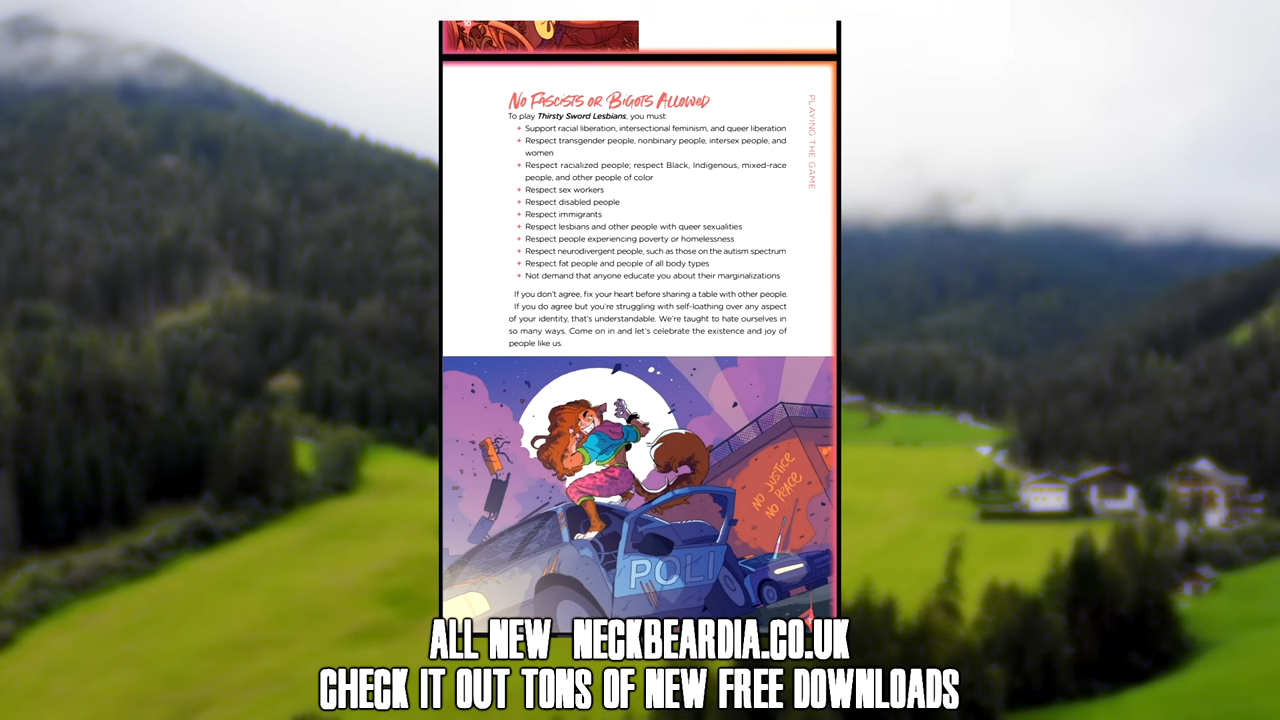 10
No Fascists or Bigots Allowed
To play Thirsty Sword Lesbians, you must:
+ Support racial liberation, intersectional feminism, and queer liberation
+ Respect transgender people, nonbinary people, intersex people, and
women
+ Respect racialized people; respect Black, Indigenous, mixed-race
people, and other people of color
+ Respect sex workers
+ Respect disabled people
+ Respect immigrants
+ Respect lesbians and other people with queer sexualities
+ Respect people experiencing poverty or homelessness
+ Respect neurodivergent people, such as those on the autism spectrum
+ Respect fat people and people of all body types
+ Not demand that anyone educate you about their marginalizations
If you don't agree, fix your heart before sharing a table with other people.
If you do agree but you're struggling with self-loathing over any aspect
of your identity, that's understandable. We're taught to hate ourselves in
so many ways. Come on in and let's celebrate the existence and joy of
people like us.
PLAYING THE GAME
NO JUSTICE
NO PEACE
POLI
ALL NEW NECKBEARDIA.CO.UK
CHECK IT OUT TONS OF NEW FREE DOWNLOADS